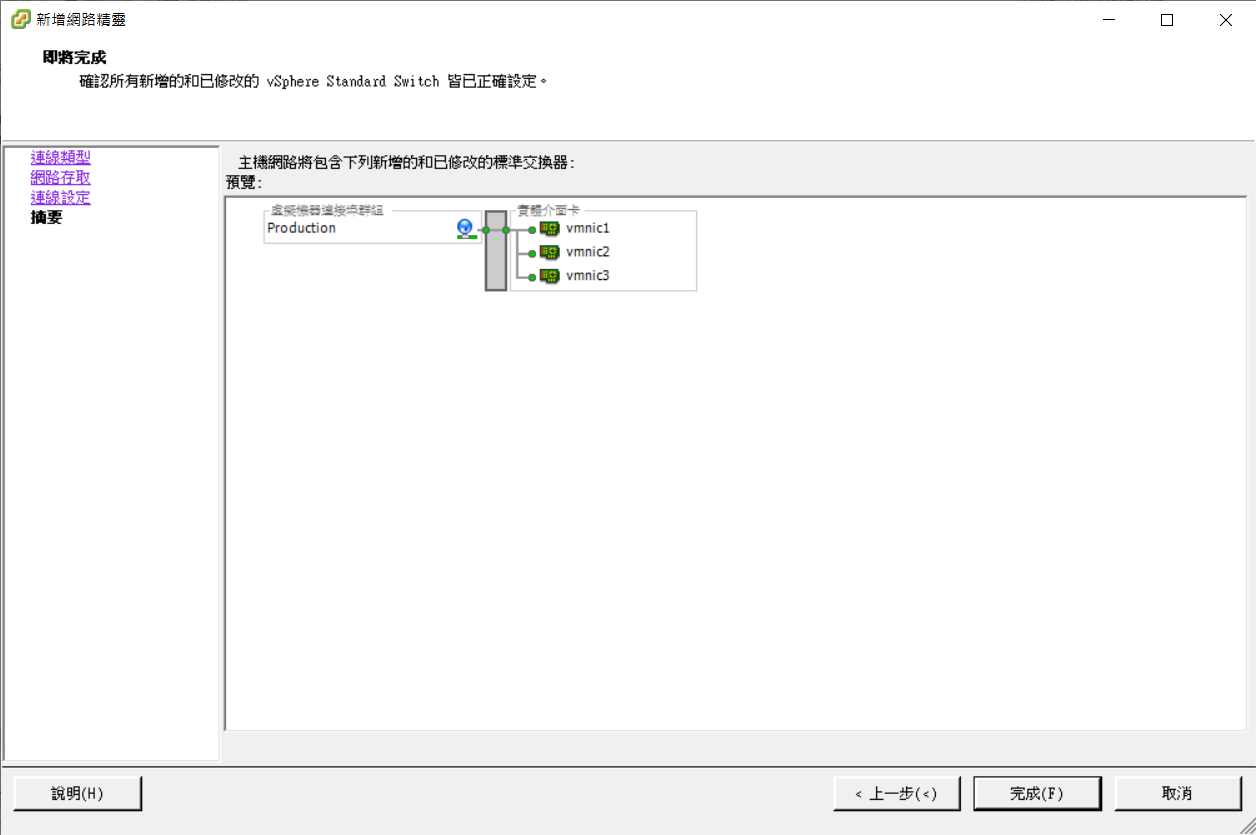 新增網路精靈
即將完成
確認所有新增的和已修改的 vSphere Standard Switch 皆已正確設定。
連線類型
網路存取
連線設定
摘要
主機網路將包含下列新增的和已修改的標準交換器:
預覽:
虛擬機器連接埠群組
Production
實體介面卡
vmnic1
vmnic2
vmnic3
說明(H)
< 上一步(<)
完成(F)
取消